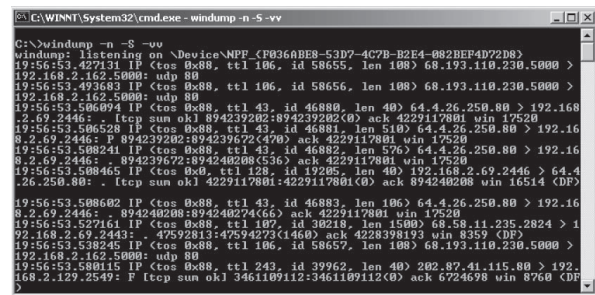 C:\WINNT\System32\cmd.exe - windump -n -S -vv
C:\>windump -n -S -vv
windump: listening on \Device\NPF_{F036ABE8-53D7-4C7B-B2E4-082BEF4D72D8}
19:56:53.427131 IP (tos 0x88, ttl 106, id 58655, len 108) 68.193.110.230.5000 >
192.168.2.162.5000: udp 80
19:56:53.493683 IP (tos 0x88, ttl 106, id 58656, len 108) 68.193.110.230.5000 >
192.168.2.162.5000: udp 80
19:56:53.506094 IP (tos 0x88, ttl 43, id 46880, len 40) 64.4.26.250.80 > 192.168
.2.69.2446: . [tcp sum ok] 894239202:894239202(0) ack 4229117801 win 17520
19:56:53.506528 IP (tos 0x88, ttl 43, id 46881, len 510) 64.4.26.250.80 > 192.16
8.2.69.2446: P 894239202:894239672(470) ack 4229117801 win 17520
19:56:53.508241 IP (tos 0x88, ttl 43, id 46882, len 576) 64.4.26.250.80 > 192.16
8.2.69.2446: . 894239672:894240208(536) ack 4229117801 win 17520
19:56:53.508465 IP (tos 0x0, ttl 128, id 19205, len 40) 192.168.2.69.2446 > 64.4
.26.250.80: . [tcp sum ok] 4229117801:4229117801(0) ack 894240208 win 16514 (DF)
19:56:53.508602 IP (tos 0x88, ttl 43, id 46883, len 106) 64.4.26.250.80 > 192.16
8.2.69.2446: . 894240208:894240274(66) ack 4229117801 win 17520
19:56:53.527161 IP (tos 0x88, ttl 107, id 30218, len 1500) 68.58.11.235.2824 > 1
92.168.2.69.2443: . 47592813:47594273(1460) ack 4228398193 win 8359 (DF)
19:56:53.538245 IP (tos 0x88, ttl 106, id 58657, len 108) 68.193.110.230.5000 >
192.168.2.162.5000: udp 80
19:56:53.580115 IP (tos 0x88, ttl 243, id 39962, len 40) 202.87.41.115.80 > 192.
168.2.129.2549: F [tcp sum ok] 3461109112:3461109112(0) ack 6724698 win 8760 (DF
)